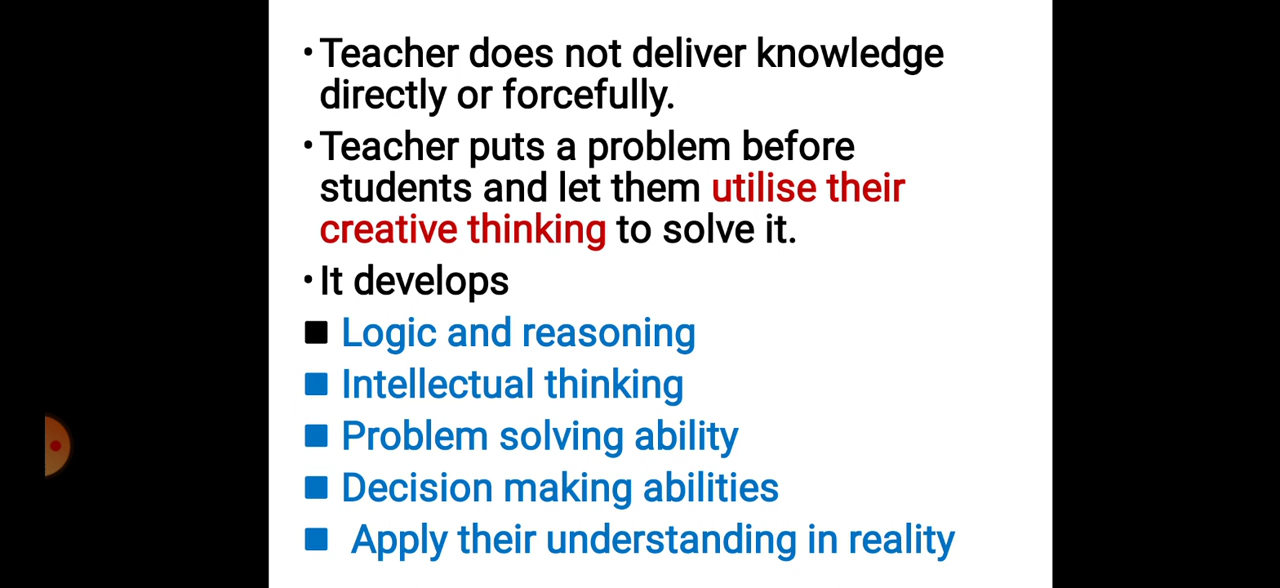 • Teacher does not deliver knowledge
directly or forcefully.
• Teacher puts a problem before
students and let them utilise their
creative thinking to solve it.
• It develops
■ Logic and reasoning
■ Intellectual thinking
■ Problem solving ability
■ Decision making abilities
■ Apply their understanding in reality